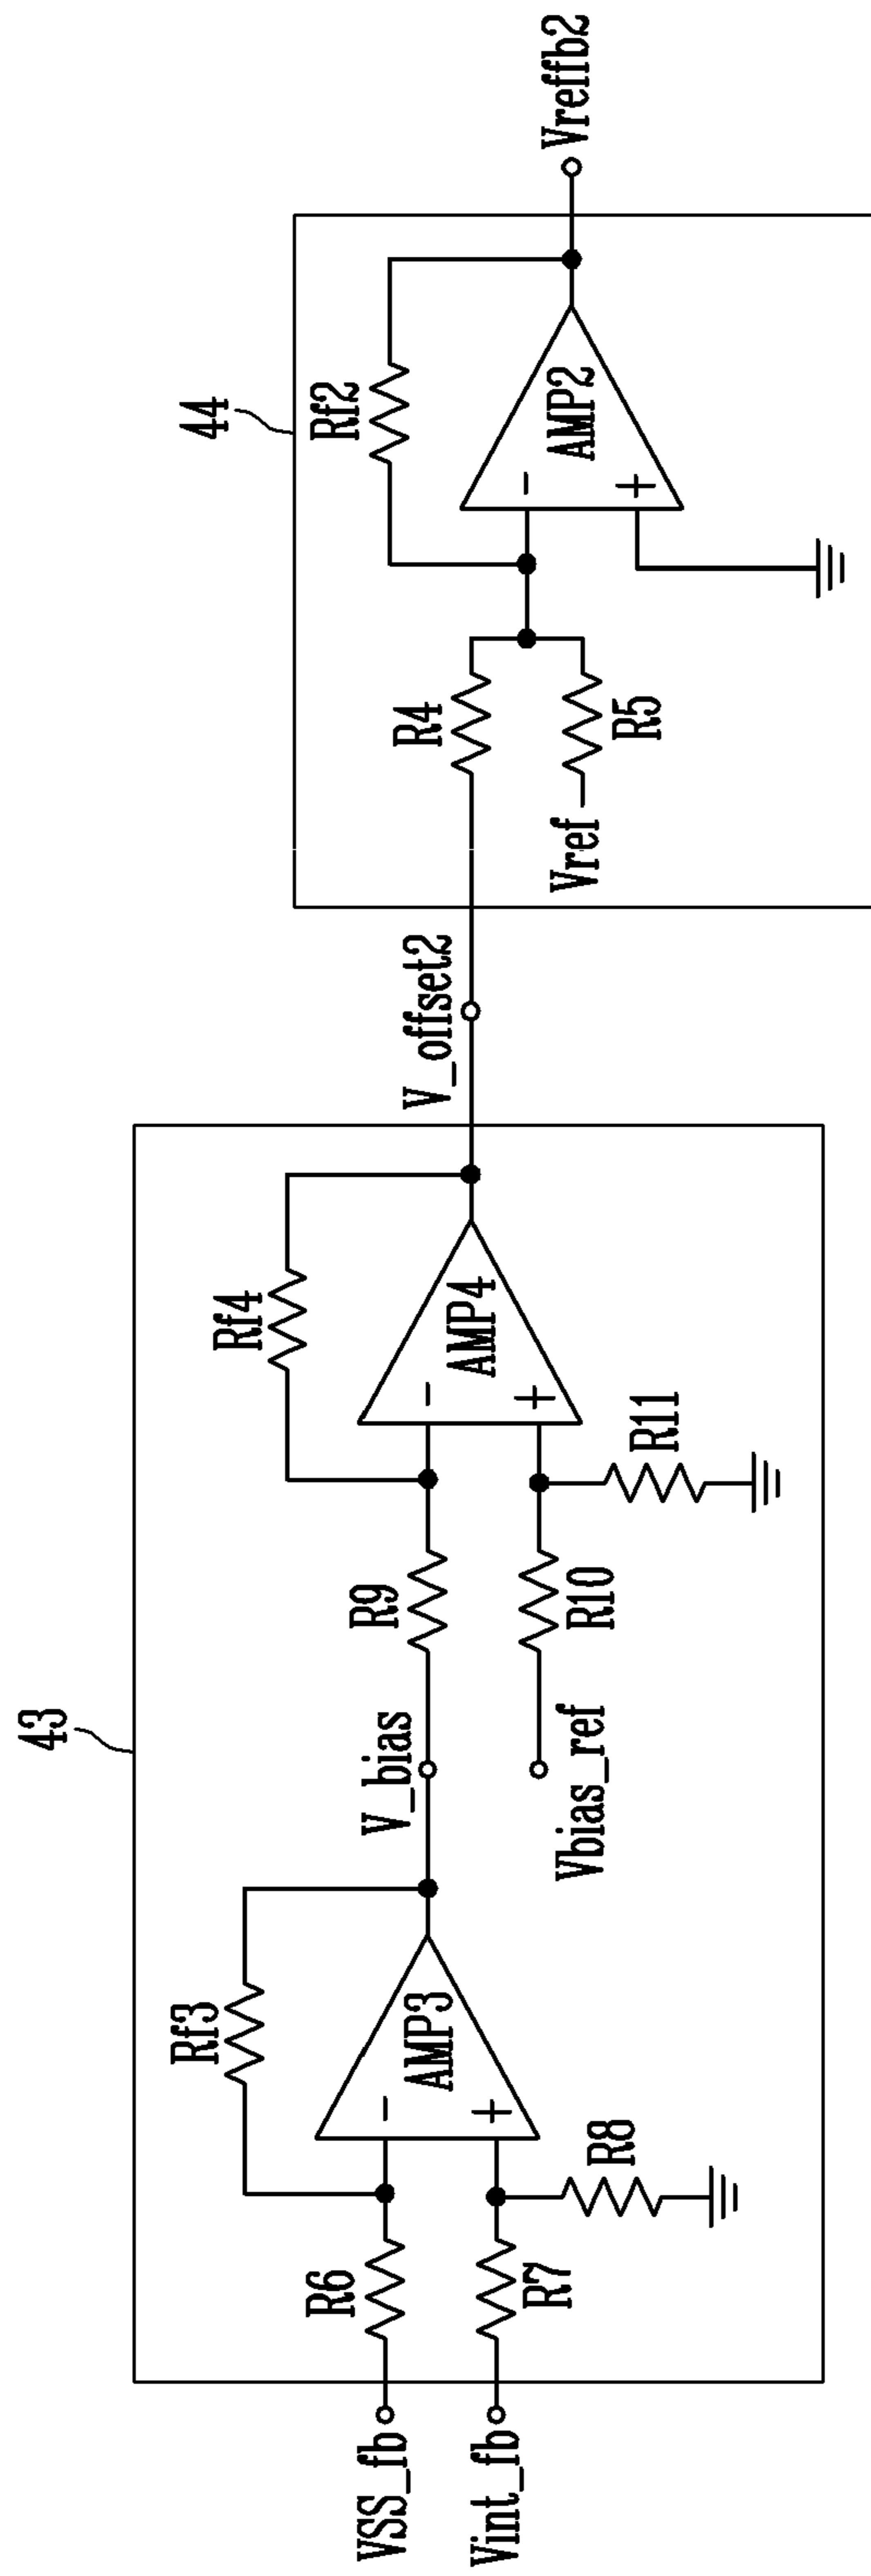 43
VSS_fb
Vint_fb
R6
R7
R8
Rf3
-
+
AMP3
V_bias
Vbias_ref
R9
R10
R11
Rf4
-
+
AMP4
V_offset2
44
R4
Vref
R5
Rf2
-
+
AMP2
Vreffb2